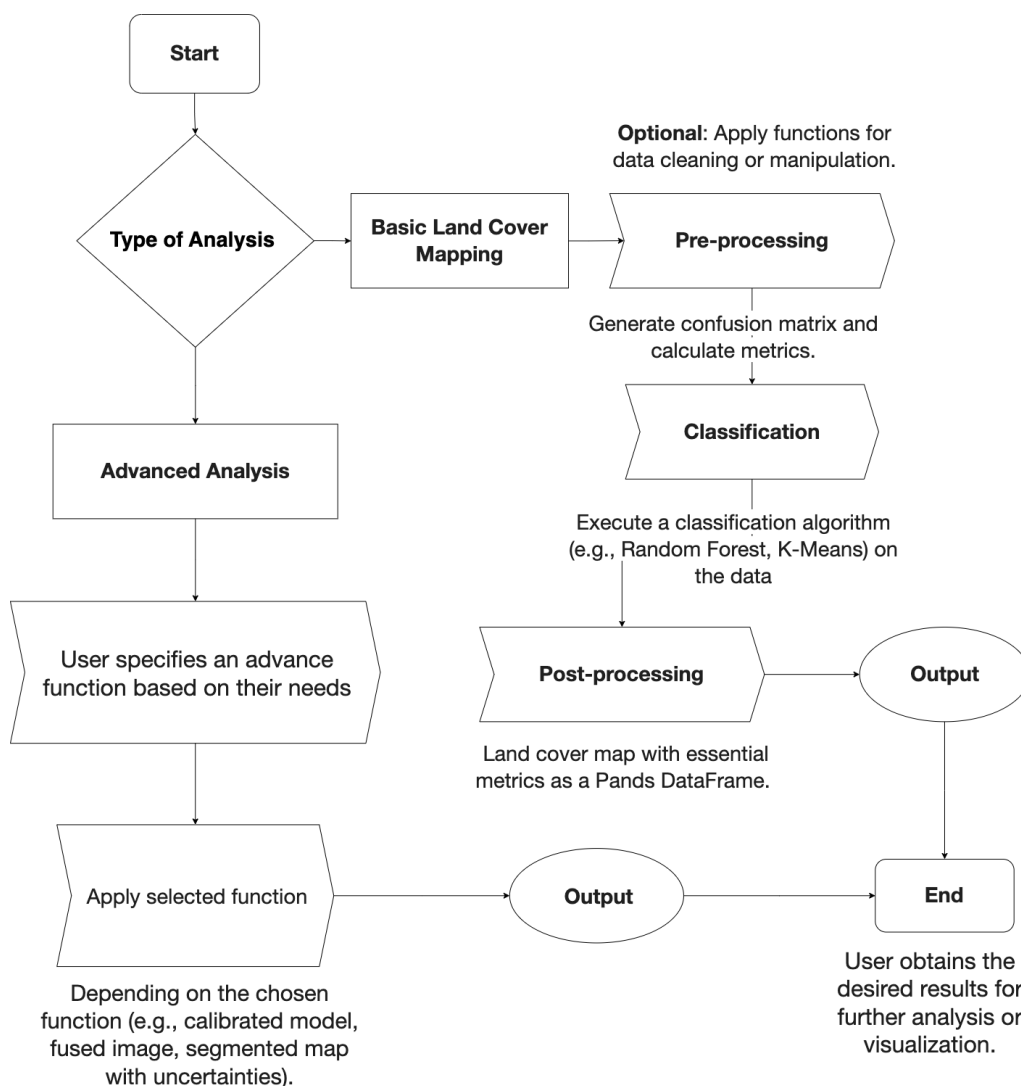 Start
Optional: Apply functions for
data cleaning or manipulation.
Type of Analysis
Basic Land Cover
Mapping
Pre-processing
Generate confusion matrix and
calculate metrics.
Classification
Advanced Analysis
Execute a classification algorithm
(e.g., Random Forest, K-Means) on
the data
User specifies an advance
function based on their needs
Post-processing
Output
Land cover map with essential
metrics as a Pands DataFrame.
Apply selected function
Output
End
Depending on the chosen
function (e.g., calibrated model,
fused image, segmented map
with uncertainties).
User obtains the
desired results for
further analysis or
visualization.